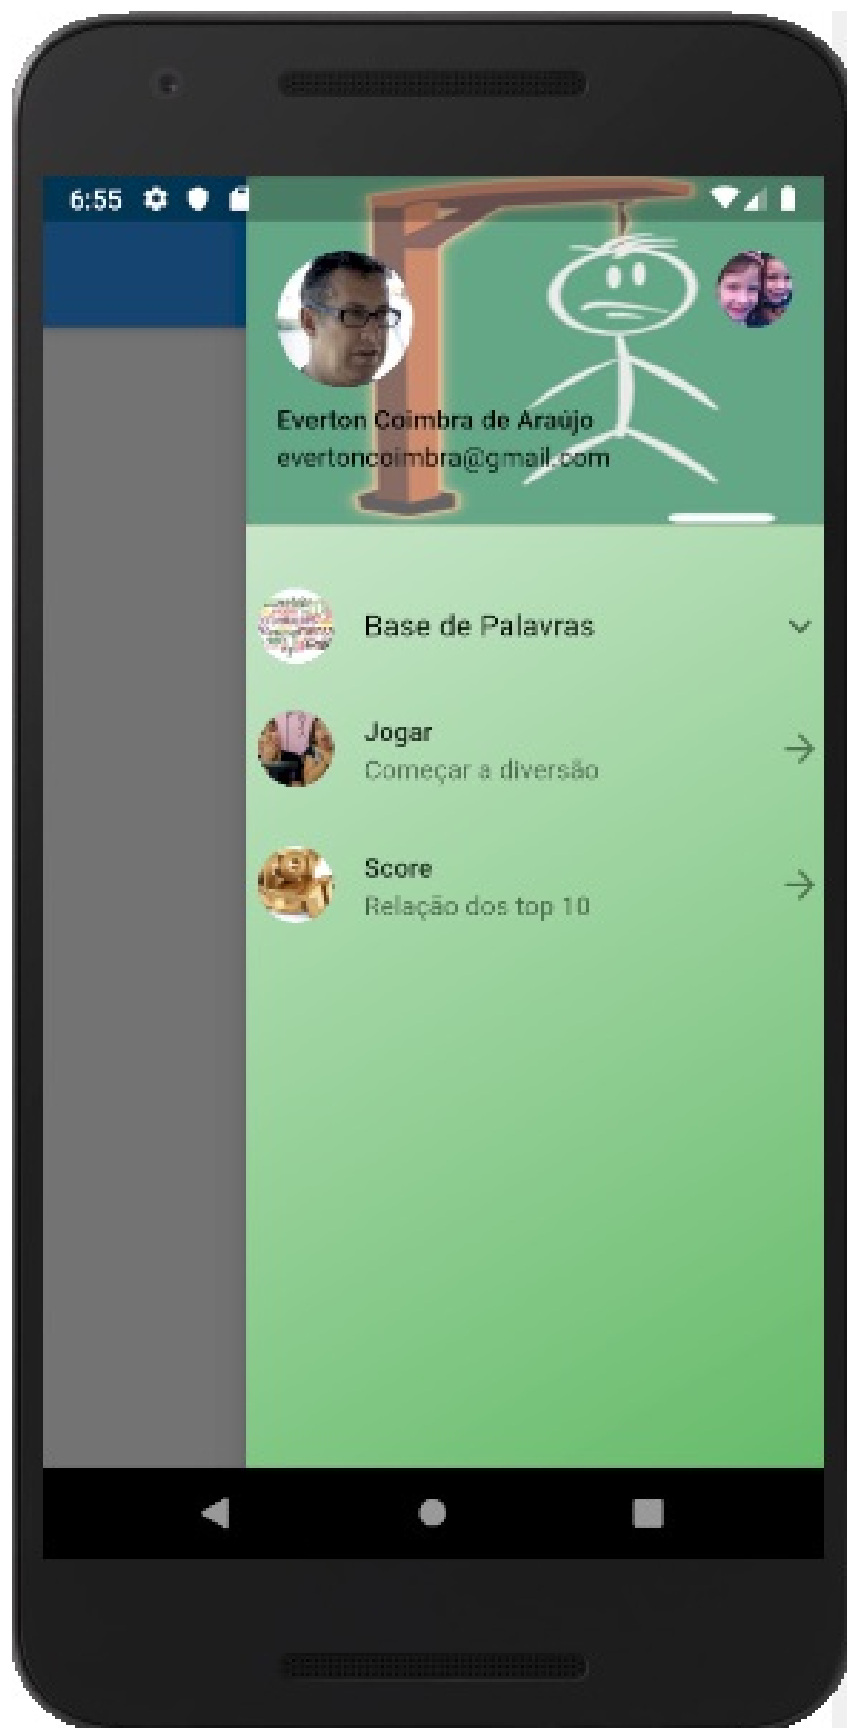 6:55
Everton Coimbra de Araújo
evertoncoimbra@gmail.com
Base de Palavras
Jogar
Começar a diversão
Score
Relação dos top 10